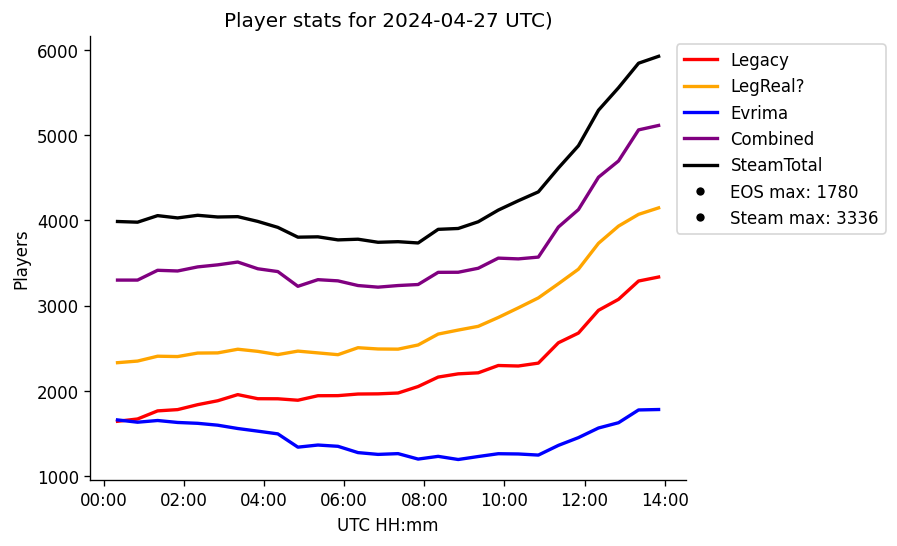 Player stats for 2024-04-27 UTC)
6000
5000
4000
3000
2000
1000
Players
00:00 02:00 04:00 06:00 08:00 10:00 12:00 14:00
UTC HH:mm
Legacy
LegReal?
Evrima
Combined
SteamTotal
EOS max: 1780
Steam max: 3336